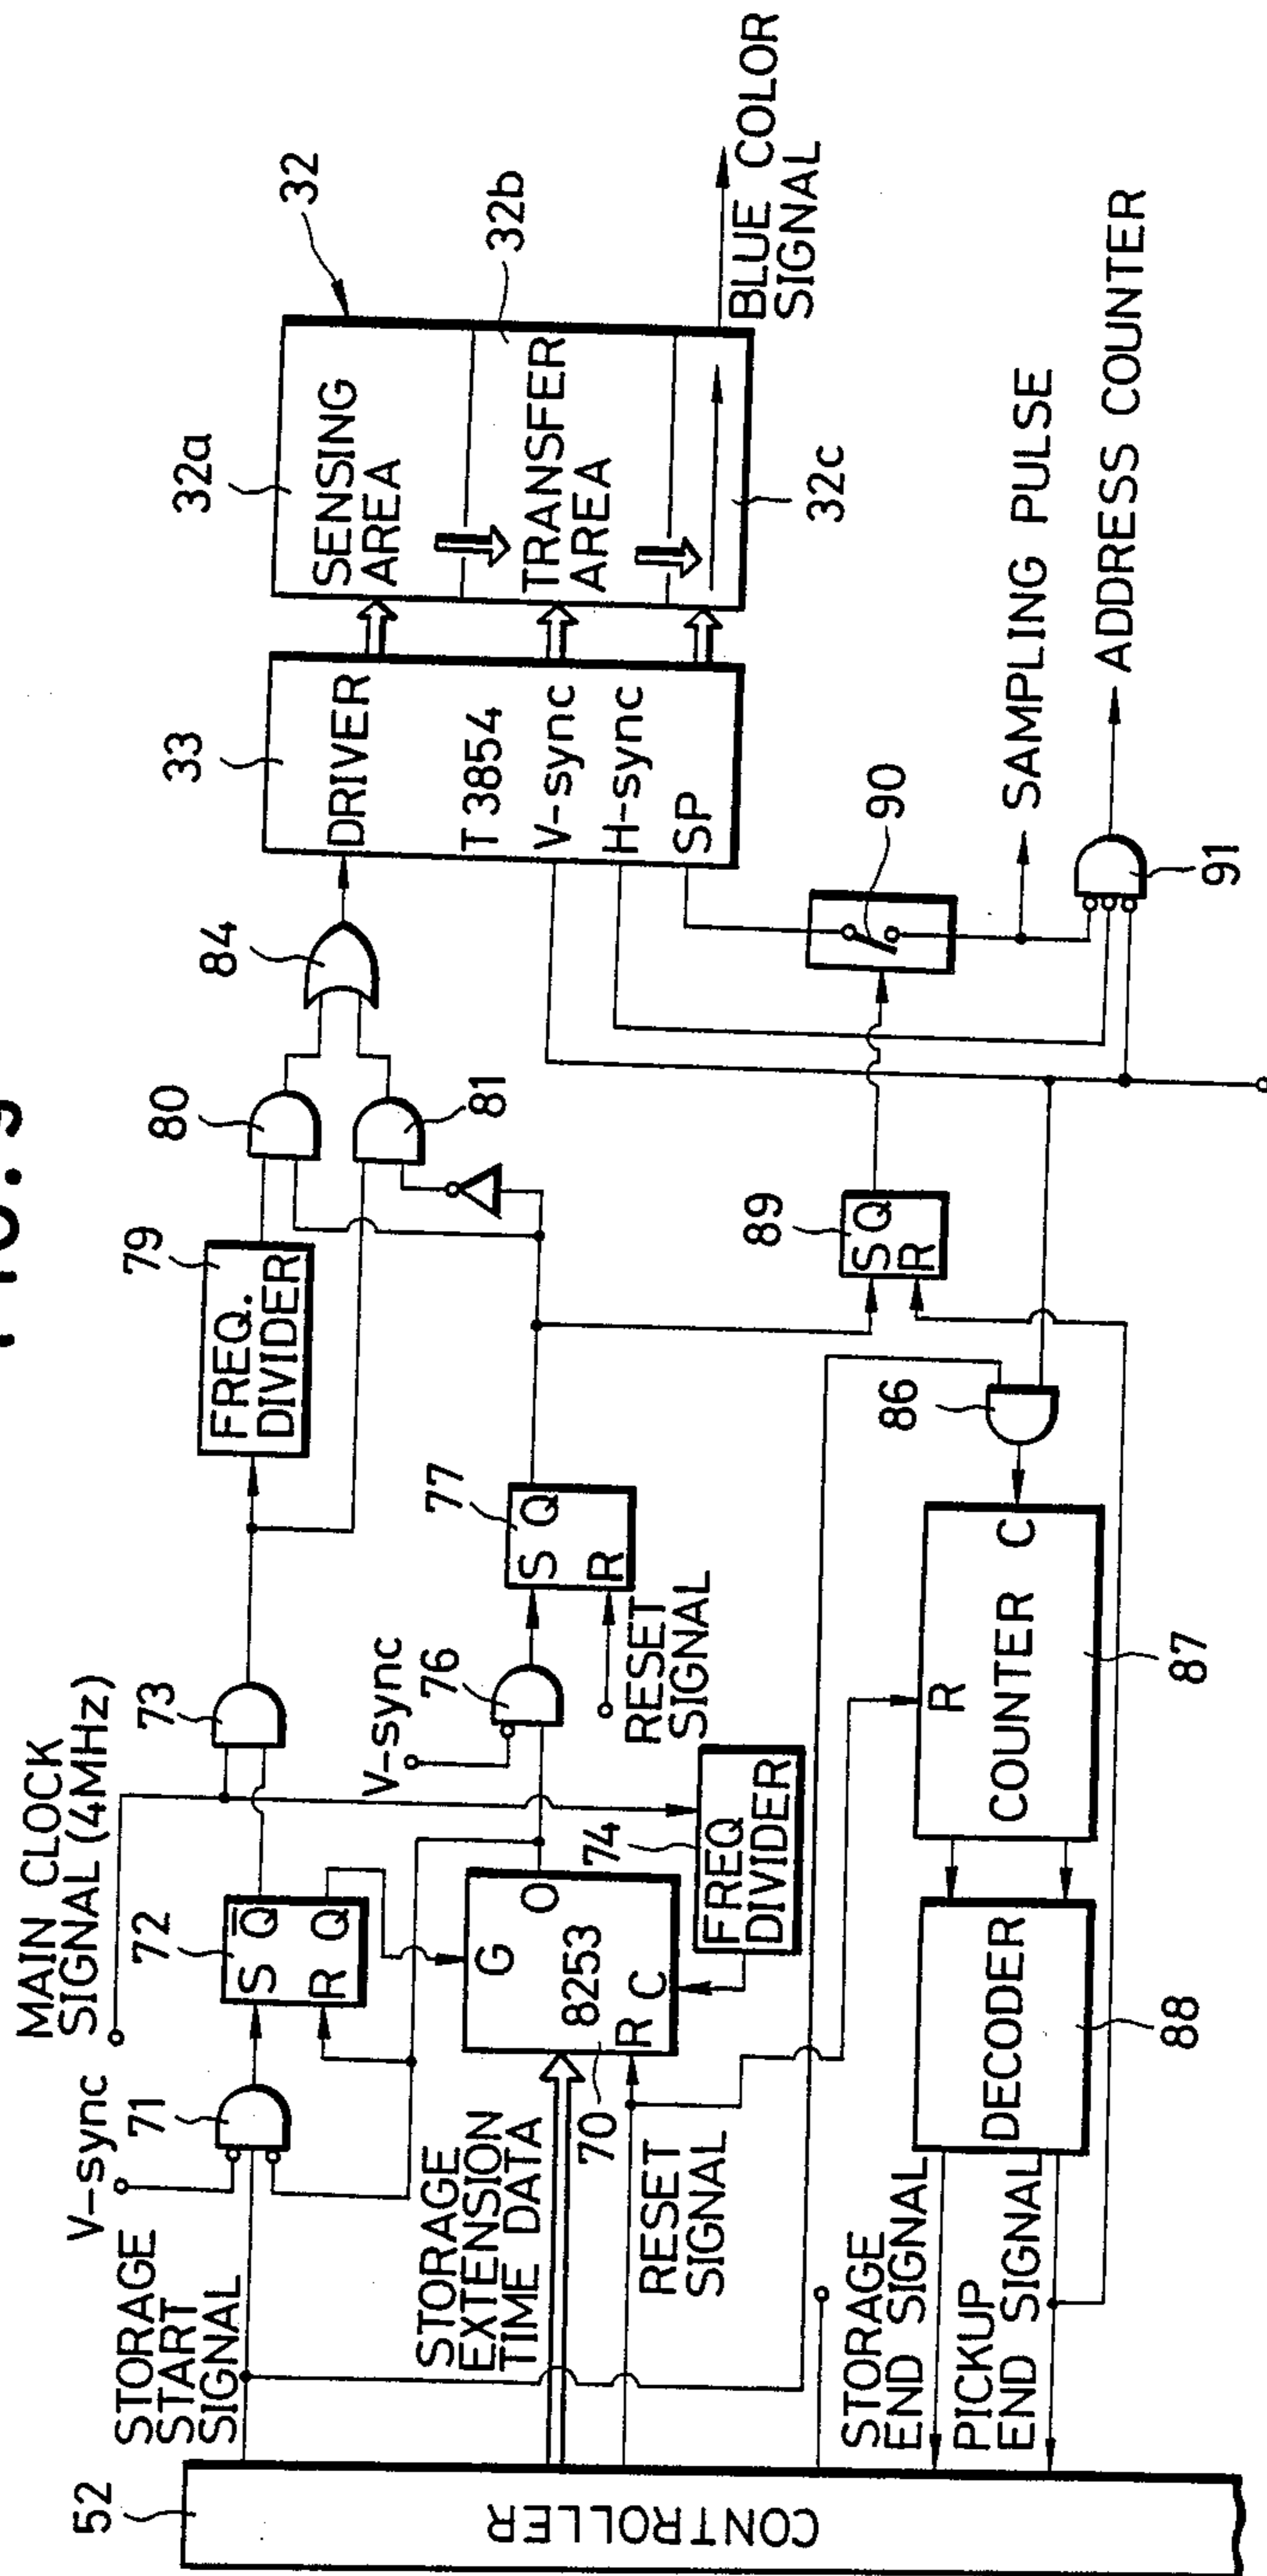 FIG. 9
MAIN CLOCK
SIGNAL (4MHz)
V-sync
STORAGE
START
SIGNAL
52
CONTROLLER
71
72
S Q̅
R Q
73
79
FREQ.
DIVIDER
80
81
84
33
DRIVER
T3854
V-sync
H-sync
SP
32
32a
SENSING
AREA
32b
TRANSFER
AREA
32c
BLUE COLOR
SIGNAL
STORAGE
EXTENSION
TIME DATA
G
O
8253
R C
70
RESET
SIGNAL
74
FREQ
DIVIDER
V-sync
76
77
S Q
R
RESET
SIGNAL
89
S Q
R
90
SAMPLING PULSE
91
ADDRESS COUNTER
86
R
C
COUNTER
87
DECODER
88
STORAGE
END SIGNAL
PICKUP
END SIGNAL